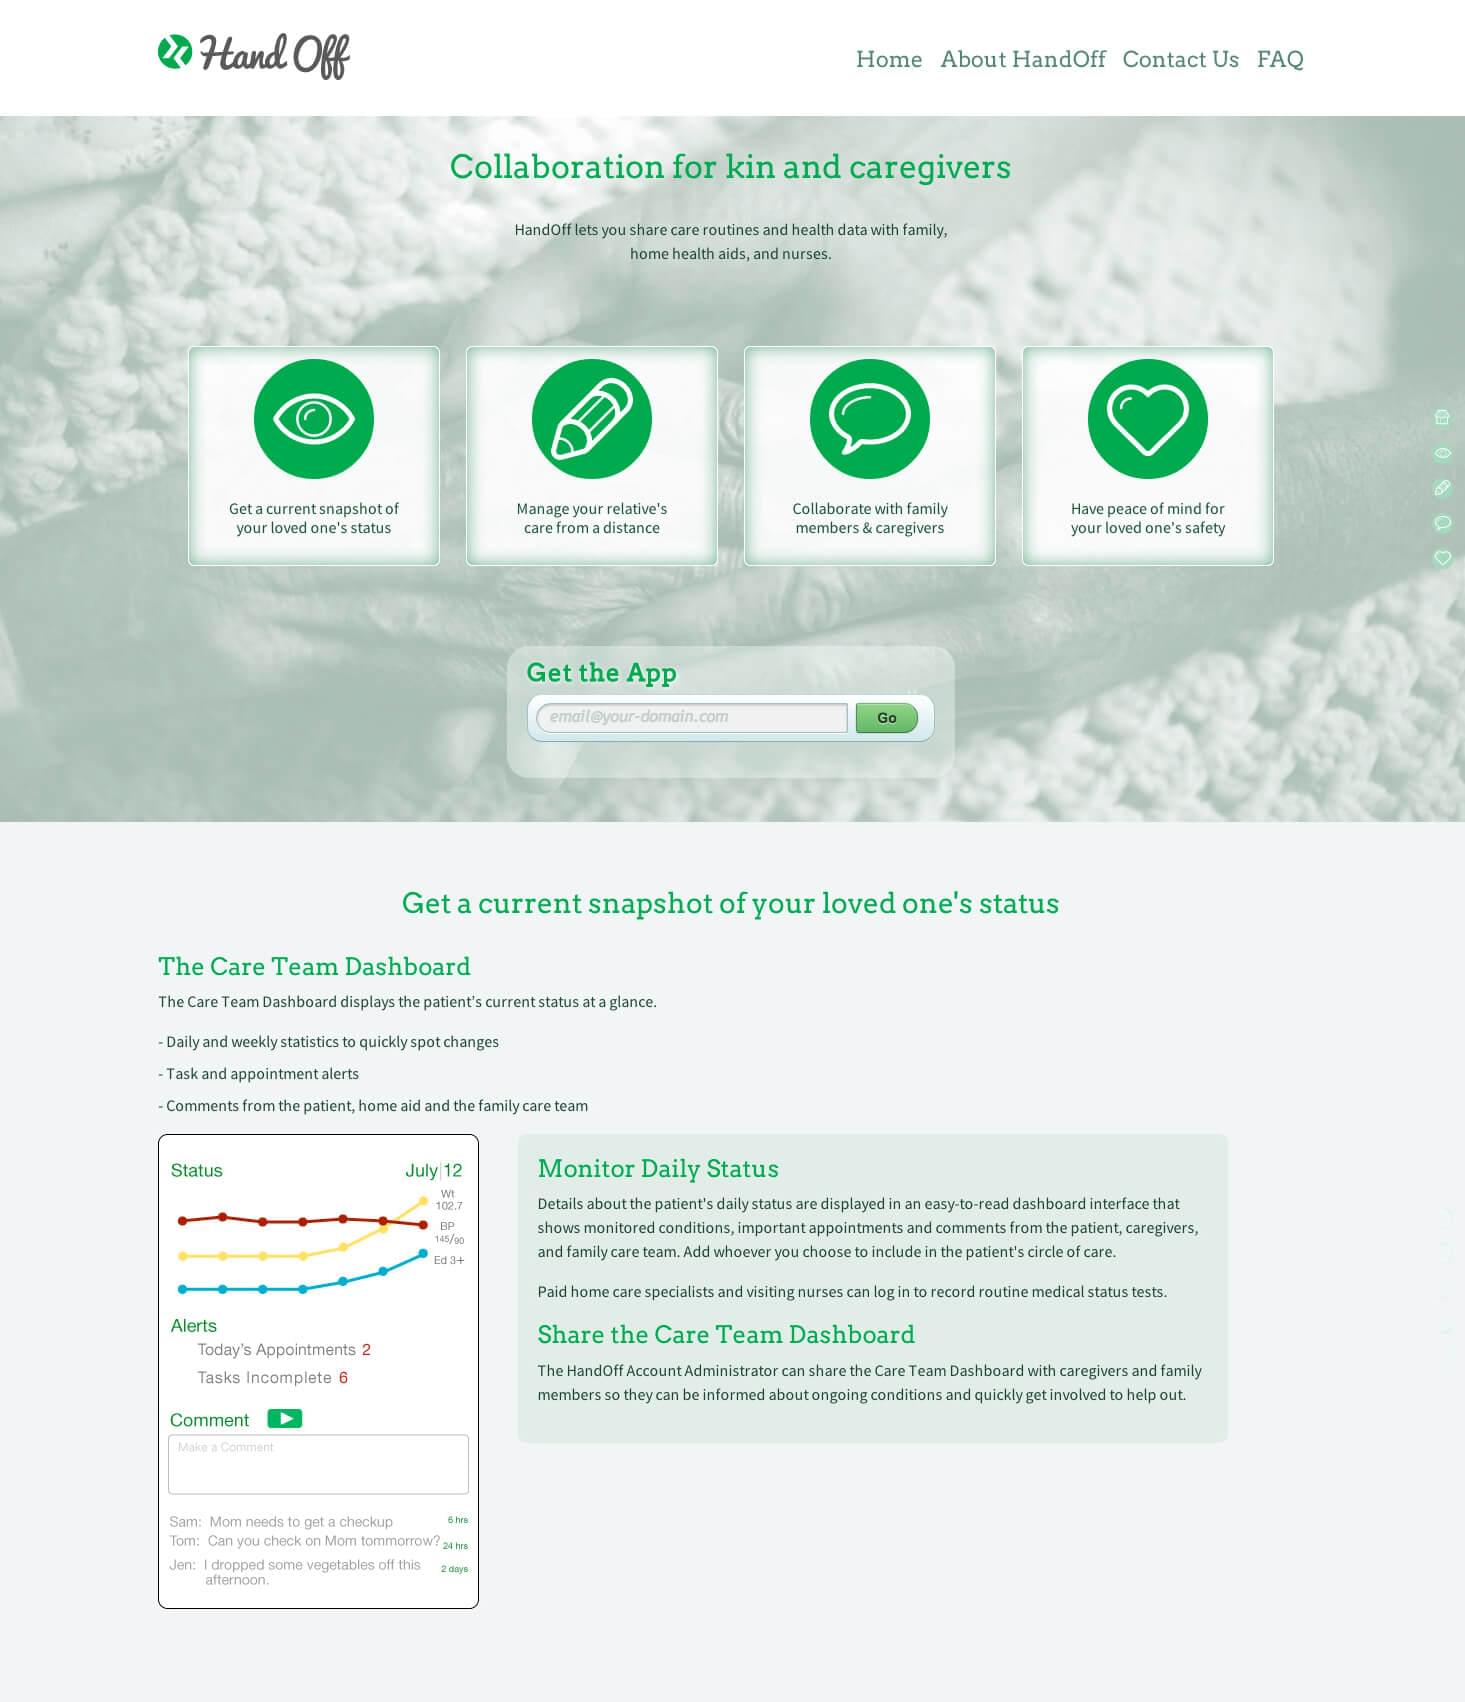 Hand Off
Home About HandOff Contact Us FAQ
Collaboration for kin and caregivers
HandOff lets you share care routines and health data with family,
home health aids, and nurses.
Get a current snapshot of
your loved one's status
Manage your relative's
care from a distance
Collaborate with family
members & caregivers
Have peace of mind for
your loved one's safety
Get the App
email@your-domain.com
Go
Get a current snapshot of your loved one's status
The Care Team Dashboard
The Care Team Dashboard displays the patient’s current status at a glance.
- Daily and weekly statistics to quickly spot changes
- Task and appointment alerts
- Comments from the patient, home aid and the family care team
Status July|12
Wt
102.7
BP
145/90
Ed 3+
Alerts
Today’s Appointments 2
Tasks Incomplete 6
Comment
Make a Comment
Sam: Mom needs to get a checkup 6 hrs
Tom: Can you check on Mom tommorrow? 24 hrs
Jen: I dropped some vegetables off this 2 days
afternoon.
Monitor Daily Status
Details about the patient's daily status are displayed in an easy-to-read dashboard interface that
shows monitored conditions, important appointments and comments from the patient, caregivers,
and family care team. Add whoever you choose to include in the patient's circle of care.
Paid home care specialists and visiting nurses can log in to record routine medical status tests.
Share the Care Team Dashboard
The HandOff Account Administrator can share the Care Team Dashboard with caregivers and family
members so they can be informed about ongoing conditions and quickly get involved to help out.